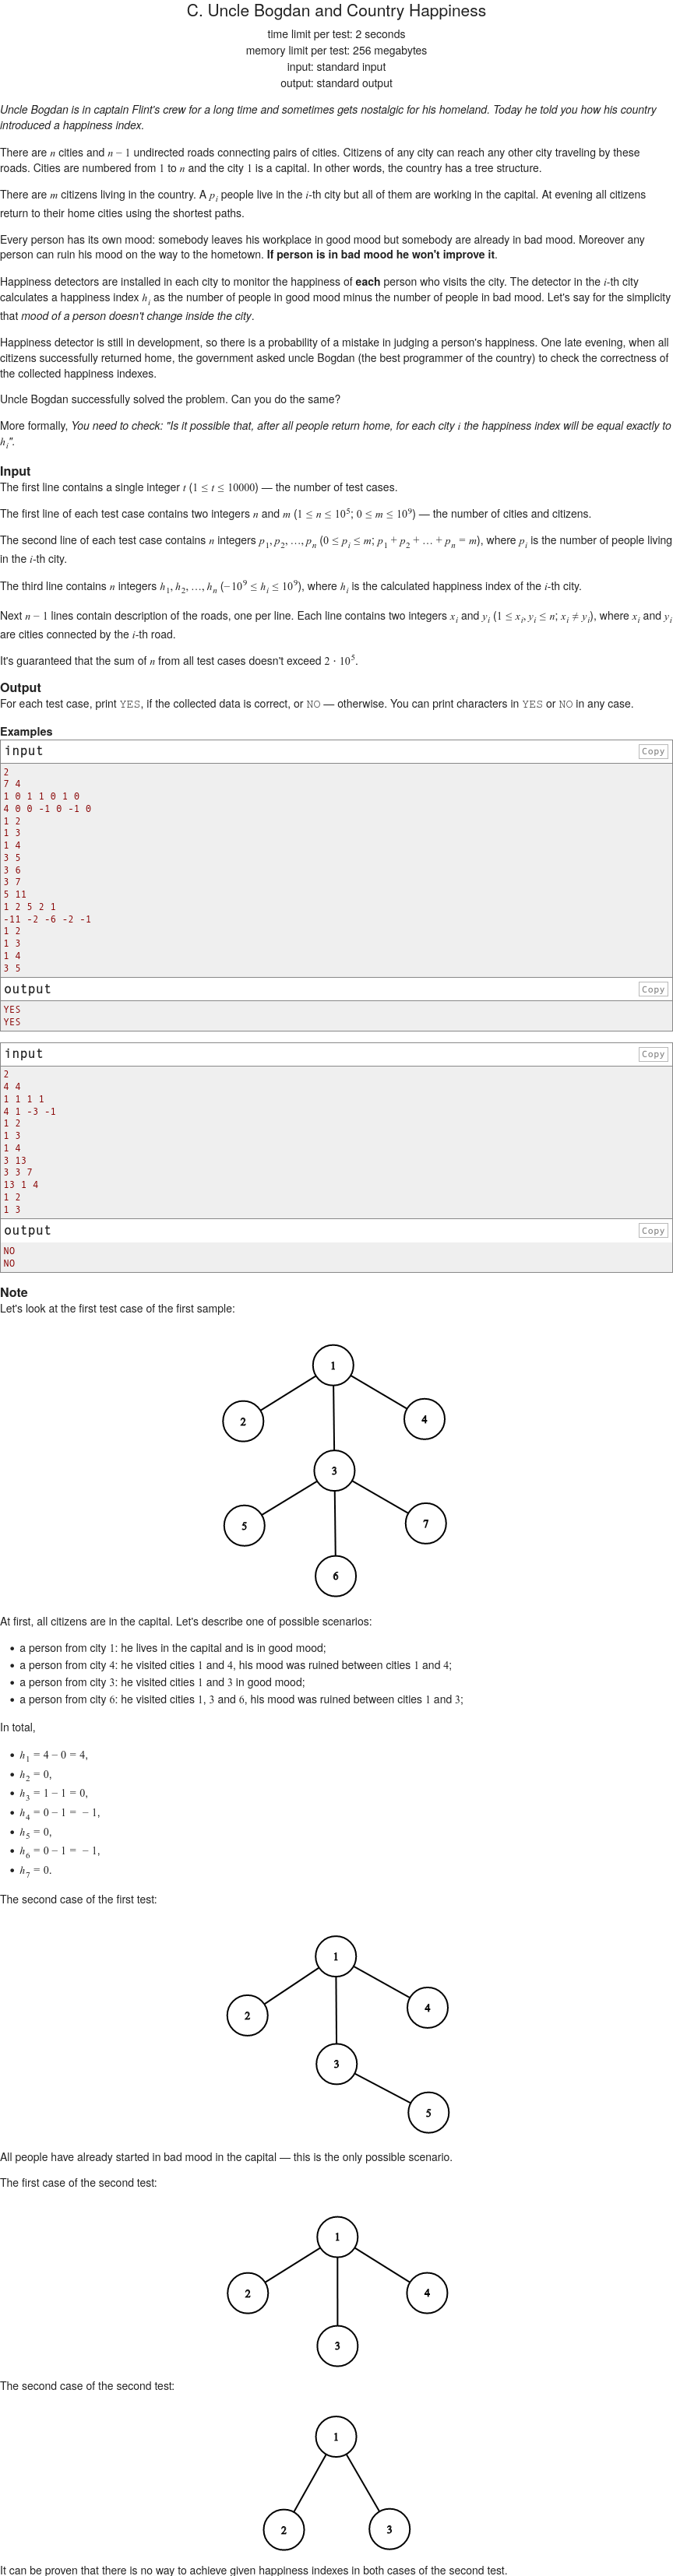 C. Uncle Bogdan and Country Happiness
time limit per test: 2 seconds
memory limit per test: 256 megabytes
input: standard input
output: standard output
Uncle Bogdan is in captain Flint's crew for a long time and sometimes gets nostalgic for his homeland. Today he told you how his country
introduced a happiness index.
There are n cities and n − 1 undirected roads connecting pairs of cities. Citizens of any city can reach any other city traveling by these
roads. Cities are numbered from 1 to n and the city 1 is a capital. In other words, the country has a tree structure.
There are m citizens living in the country. A p_i people live in the i-th city but all of them are working in the capital. At evening all citizens
return to their home cities using the shortest paths.
Every person has its own mood: somebody leaves his workplace in good mood but somebody are already in bad mood. Moreover any
person can ruin his mood on the way to the hometown. If person is in bad mood he won't improve it.
Happiness detectors are installed in each city to monitor the happiness of each person who visits the city. The detector in the i-th city
calculates a happiness index h_i as the number of people in good mood minus the number of people in bad mood. Let's say for the simplicity
that mood of a person doesn't change inside the city.
Happiness detector is still in development, so there is a probability of a mistake in judging a person's happiness. One late evening, when all
citizens successfully returned home, the government asked uncle Bogdan (the best programmer of the country) to check the correctness of
the collected happiness indexes.
Uncle Bogdan successfully solved the problem. Can you do the same?
More formally, You need to check: "Is it possible that, after all people return home, for each city i the happiness index will be equal exactly to
h_i".
Input
The first line contains a single integer t (1 ≤ t ≤ 10000) — the number of test cases.
The first line of each test case contains two integers n and m (1 ≤ n ≤ 10^5; 0 ≤ m ≤ 10^9) — the number of cities and citizens.
The second line of each test case contains n integers p_1, p_2, …, p_n (0 ≤ p_i ≤ m; p_1 + p_2 + … + p_n = m), where p_i is the number of people living
in the i-th city.
The third line contains n integers h_1, h_2, …, h_n (−10^9 ≤ h_i ≤ 10^9), where h_i is the calculated happiness index of the i-th city.
Next n − 1 lines contain description of the roads, one per line. Each line contains two integers x_i and y_i (1 ≤ x_i, y_i ≤ n; x_i ≠ y_i), where x_i and y_i
are cities connected by the i-th road.
It's guaranteed that the sum of n from all test cases doesn't exceed 2 · 10^5.
Output
For each test case, print YES, if the collected data is correct, or NO — otherwise. You can print characters in YES or NO in any case.
Examples
input Copy
2
7 4
1 0 1 1 0 1 0
4 0 0 -1 0 -1 0
1 2
1 3
1 4
3 5
3 6
3 7
5 11
1 2 5 2 1
-11 -2 -6 -2 -1
1 2
1 3
1 4
3 5
output Copy
YES
YES
input Copy
2
4 4
1 1 1 1
4 1 -3 -1
1 2
1 3
1 4
3 13
3 3 7
13 1 4
1 2
1 3
output Copy
NO
NO
Note
Let's look at the first test case of the first sample:
1
2 4
3
5 7
6
At first, all citizens are in the capital. Let's describe one of possible scenarios:
• a person from city 1: he lives in the capital and is in good mood;
• a person from city 4: he visited cities 1 and 4, his mood was ruined between cities 1 and 4;
• a person from city 3: he visited cities 1 and 3 in good mood;
• a person from city 6: he visited cities 1, 3 and 6, his mood was ruined between cities 1 and 3;
In total,
• h_1 = 4 − 0 = 4,
• h_2 = 0,
• h_3 = 1 − 1 = 0,
• h_4 = 0 − 1 = − 1,
• h_5 = 0,
• h_6 = 0 − 1 = − 1,
• h_7 = 0.
The second case of the first test:
1
2 4
3
5
All people have already started in bad mood in the capital — this is the only possible scenario.
The first case of the second test:
1
2 4
3
The second case of the second test:
1
2 3
It can be proven that there is no way to achieve given happiness indexes in both cases of the second test.